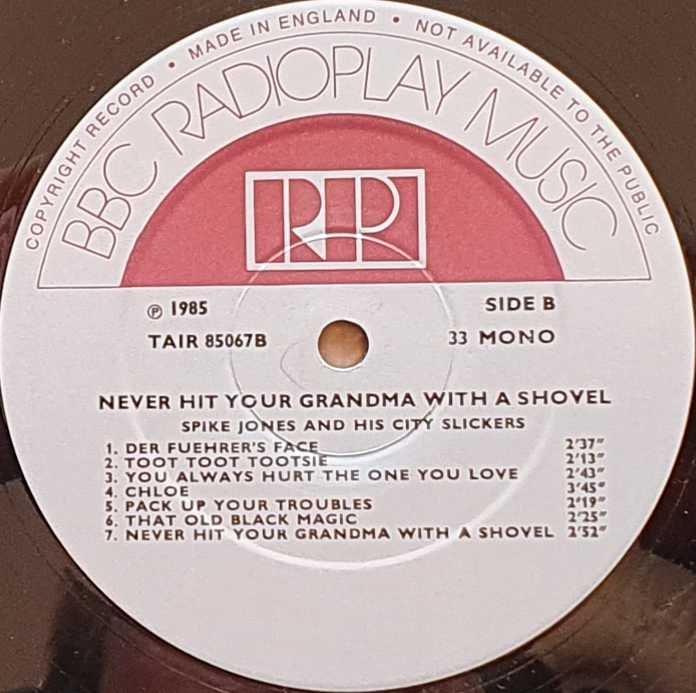 COPYRIGHT RECORD • MADE IN ENGLAND • NOT AVAILABLE TO THE PUBLIC
BBC RADIOPLAY MUSIC
RPM
℗ 1985
SIDE B
TAIR 85067B
33 MONO
NEVER HIT YOUR GRANDMA WITH A SHOVEL
SPIKE JONES AND HIS CITY SLICKERS
1. DER FUEHRER'S FACE 2'37"
2. TOOT TOOT TOOTSIE 2'13"
3. YOU ALWAYS HURT THE ONE YOU LOVE 2'43"
4. CHLOE 3'45"
5. PACK UP YOUR TROUBLES 2'19"
6. THAT OLD BLACK MAGIC 2'25"
7. NEVER HIT YOUR GRANDMA WITH A SHOVEL 2'52"